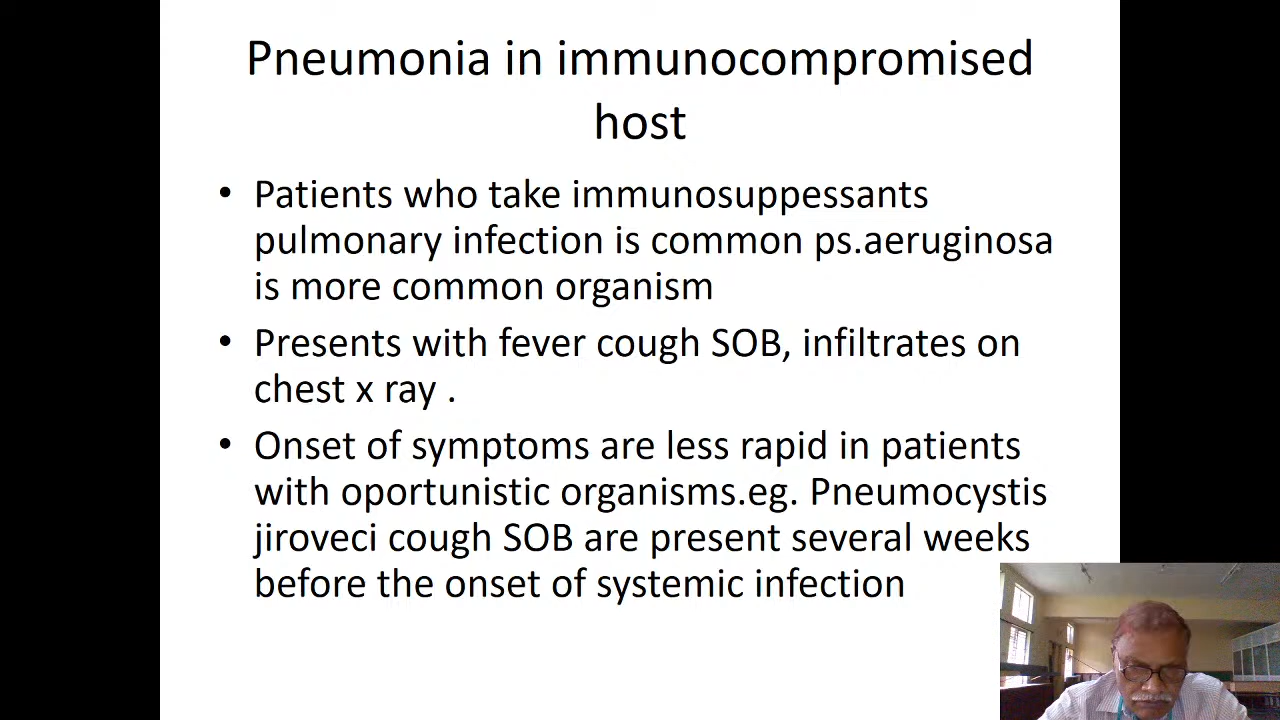 Pneumonia in immunocompromised
host
• Patients who take immunosuppessants
pulmonary infection is common ps.aeruginosa
is more common organism
• Presents with fever cough SOB, infiltrates on
chest x ray .
• Onset of symptoms are less rapid in patients
with oportunistic organisms.eg. Pneumocystis
jiroveci cough SOB are present several weeks
before the onset of systemic infection